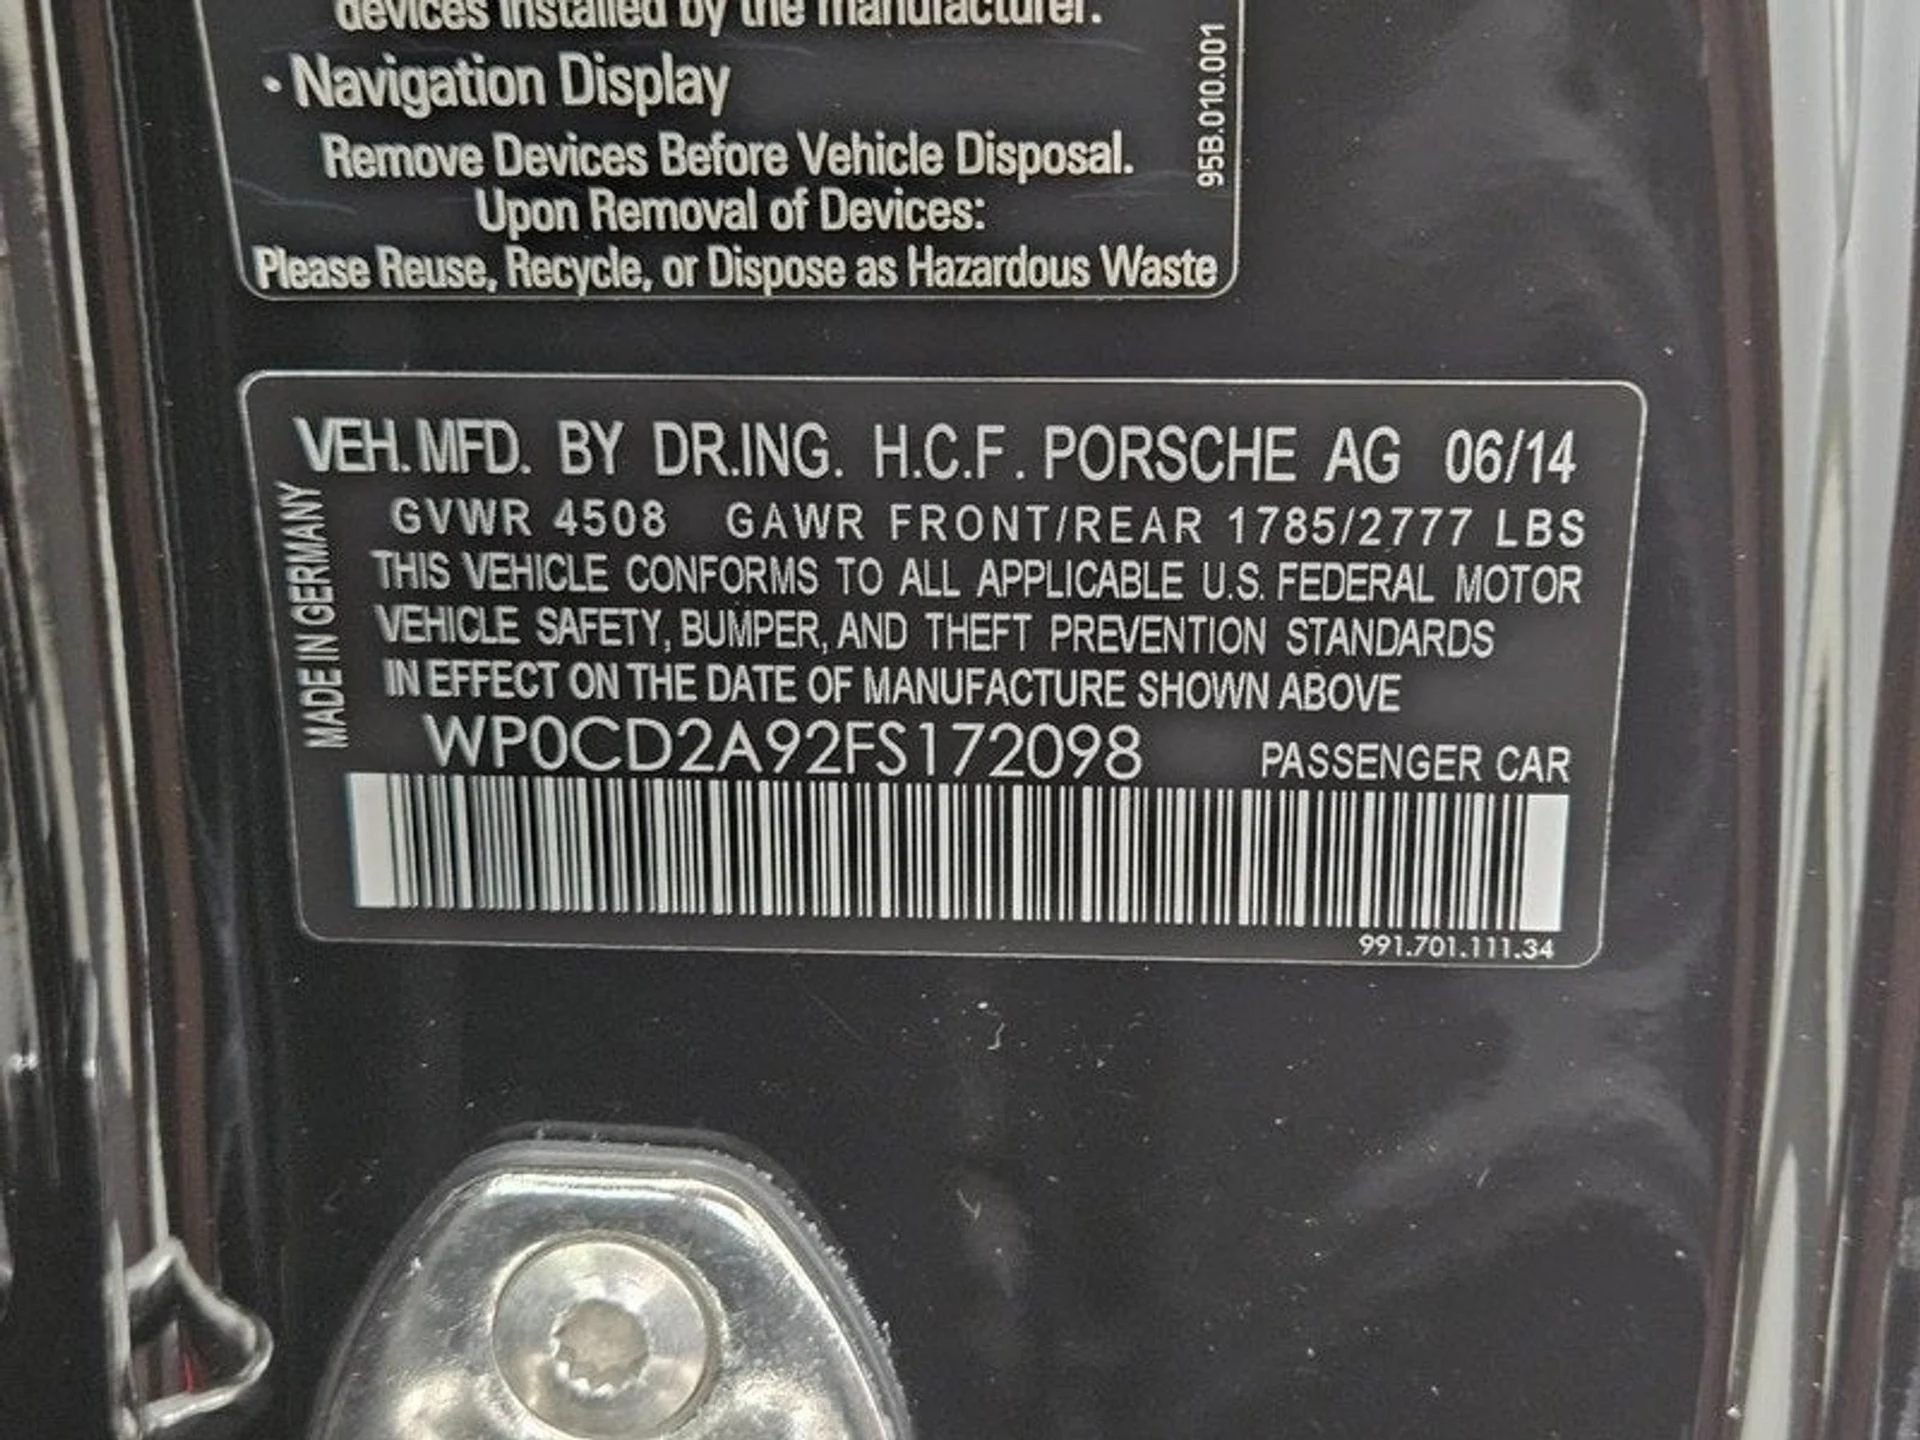 devices installed by the manufacturer.
• Navigation Display
Remove Devices Before Vehicle Disposal.
Upon Removal of Devices:
Please Reuse, Recycle, or Dispose as Hazardous Waste
95B.010.001
VEH. MFD. BY DR.ING. H.C.F. PORSCHE AG 06/14
GVWR 4508 GAWR FRONT/REAR 1785/2777 LBS
THIS VEHICLE CONFORMS TO ALL APPLICABLE U.S. FEDERAL MOTOR
VEHICLE SAFETY, BUMPER, AND THEFT PREVENTION STANDARDS
IN EFFECT ON THE DATE OF MANUFACTURE SHOWN ABOVE
MADE IN GERMANY
WP0CD2A92FS172098 PASSENGER CAR
991.701.111.34